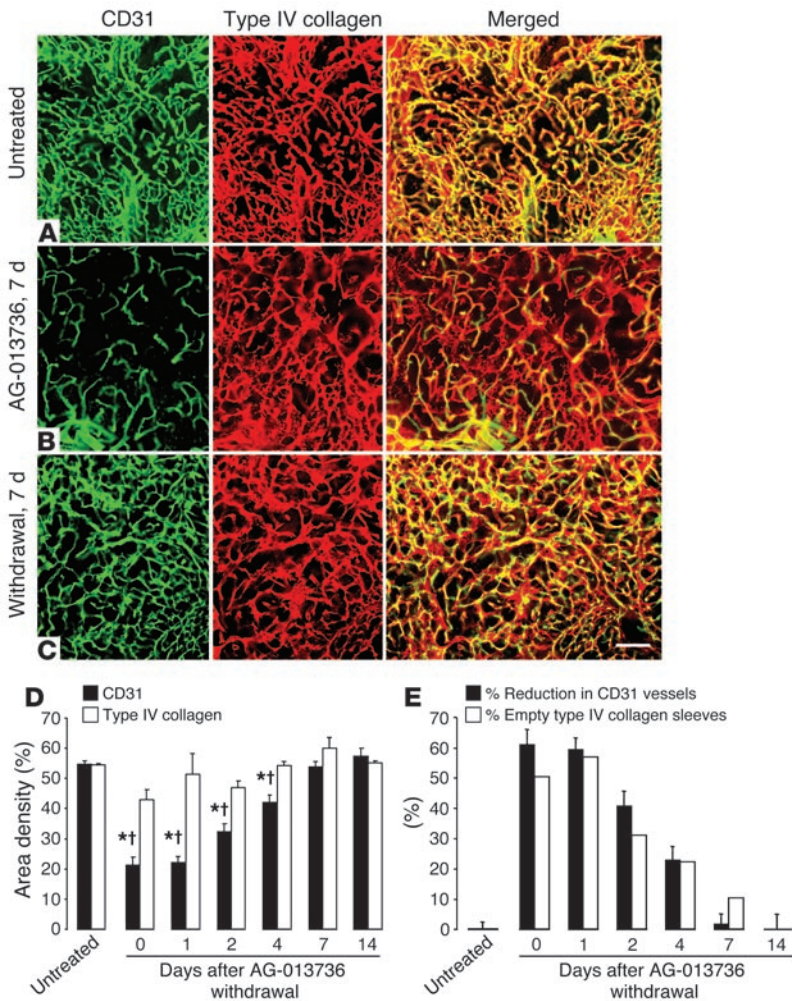 CD31 Type IV collagen Merged
Untreated
A
AG-013736, 7 d
B
Withdrawal, 7 d
C
D
CD31
Type IV collagen
Area density (%)
70
60
50
40
30
20
10
0
*†
*†
*†
*†
Untreated 0 1 2 4 7 14
Days after AG-013736
withdrawal
E
% Reduction in CD31 vessels
% Empty type IV collagen sleeves
(%)
70
60
50
40
30
20
10
0
Untreated 0 1 2 4 7 14
Days after AG-013736
withdrawal